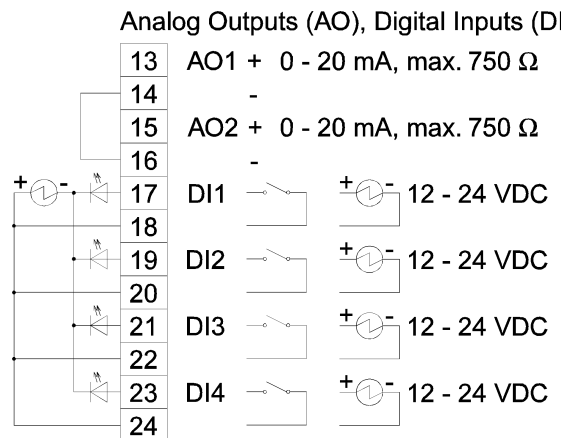 Analog Outputs (AO), Digital Inputs (DI
13 AO1 + 0 - 20 mA, max. 750 Ω
14 -
15 AO2 + 0 - 20 mA, max. 750 Ω
16 -
+ - 17 DI1 + - 12 - 24 VDC
18
19 DI2 + - 12 - 24 VDC
20
21 DI3 + - 12 - 24 VDC
22
23 DI4 + - 12 - 24 VDC
24